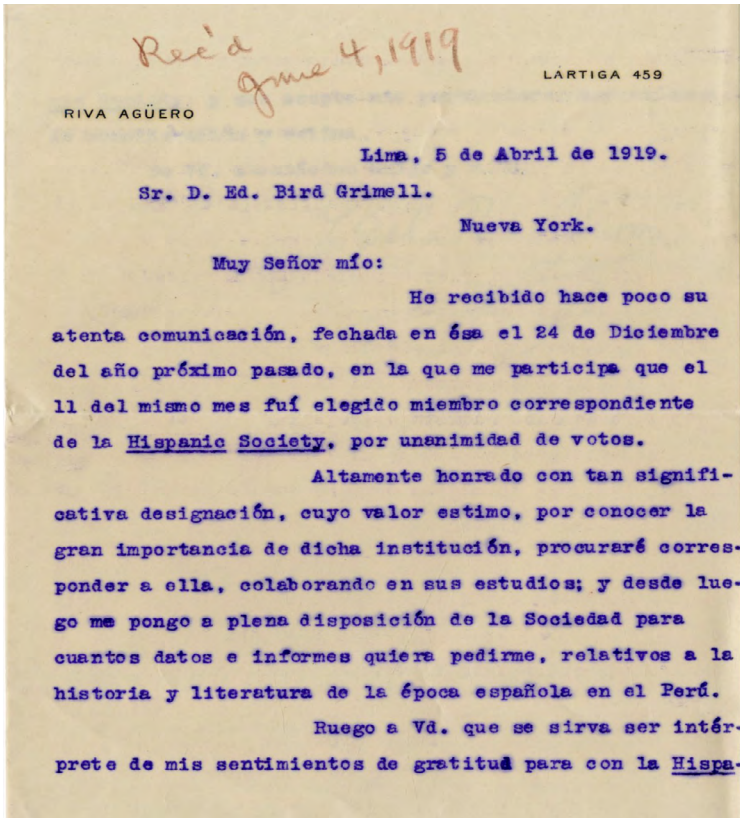 Rec'd
June 4, 1919
LÁRTIGA 459
RIVA AGÜERO
Lima, 5 de Abril de 1919.
Sr. D. Ed. Bird Grimell.
Nueva York.
Muy Señor mío:
He recibido hace poco su
atenta comunicación, fechada en ésa el 24 de Diciembre
del año próximo pasado, en la que me participa que el
11 del mismo mes fuí elegido miembro correspondiente
de la Hispanic Society, por unanimidad de votos.
Altamente honrado con tan signifi-
cativa designación, cuyo valor estimo, por conocer la
gran importancia de dicha institución, procuraré corres-
ponder a ella, colaborando en sus estudios; y desde lue-
go me pongo a plena disposición de la Sociedad para
cuantos datos e informes quiera pedirme, relativos a la
historia y literatura de la época española en el Perú.
Ruego a Vd. que se sirva ser intér-
prete de mis sentimientos de gratitud para con la Hispa-